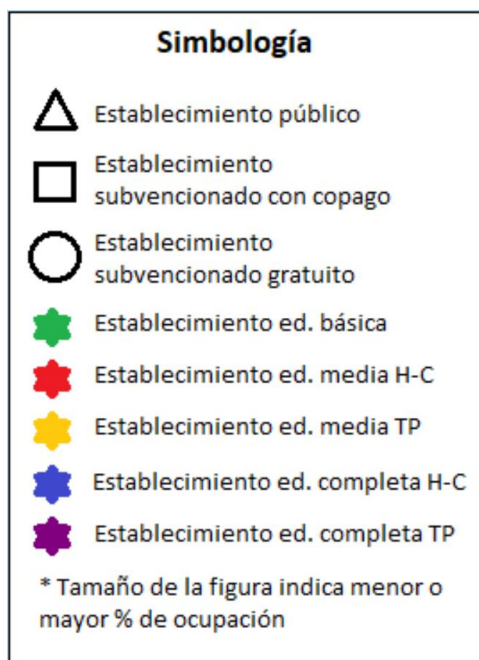 Simbología
Establecimiento público
Establecimiento
subvencionado con copago
Establecimiento
subvencionado gratuito
Establecimiento ed. básica
Establecimiento ed. media H-C
Establecimiento ed. media TP
Establecimiento ed. completa H-C
Establecimiento ed. completa TP
* Tamaño de la figura indica menor o
mayor % de ocupación